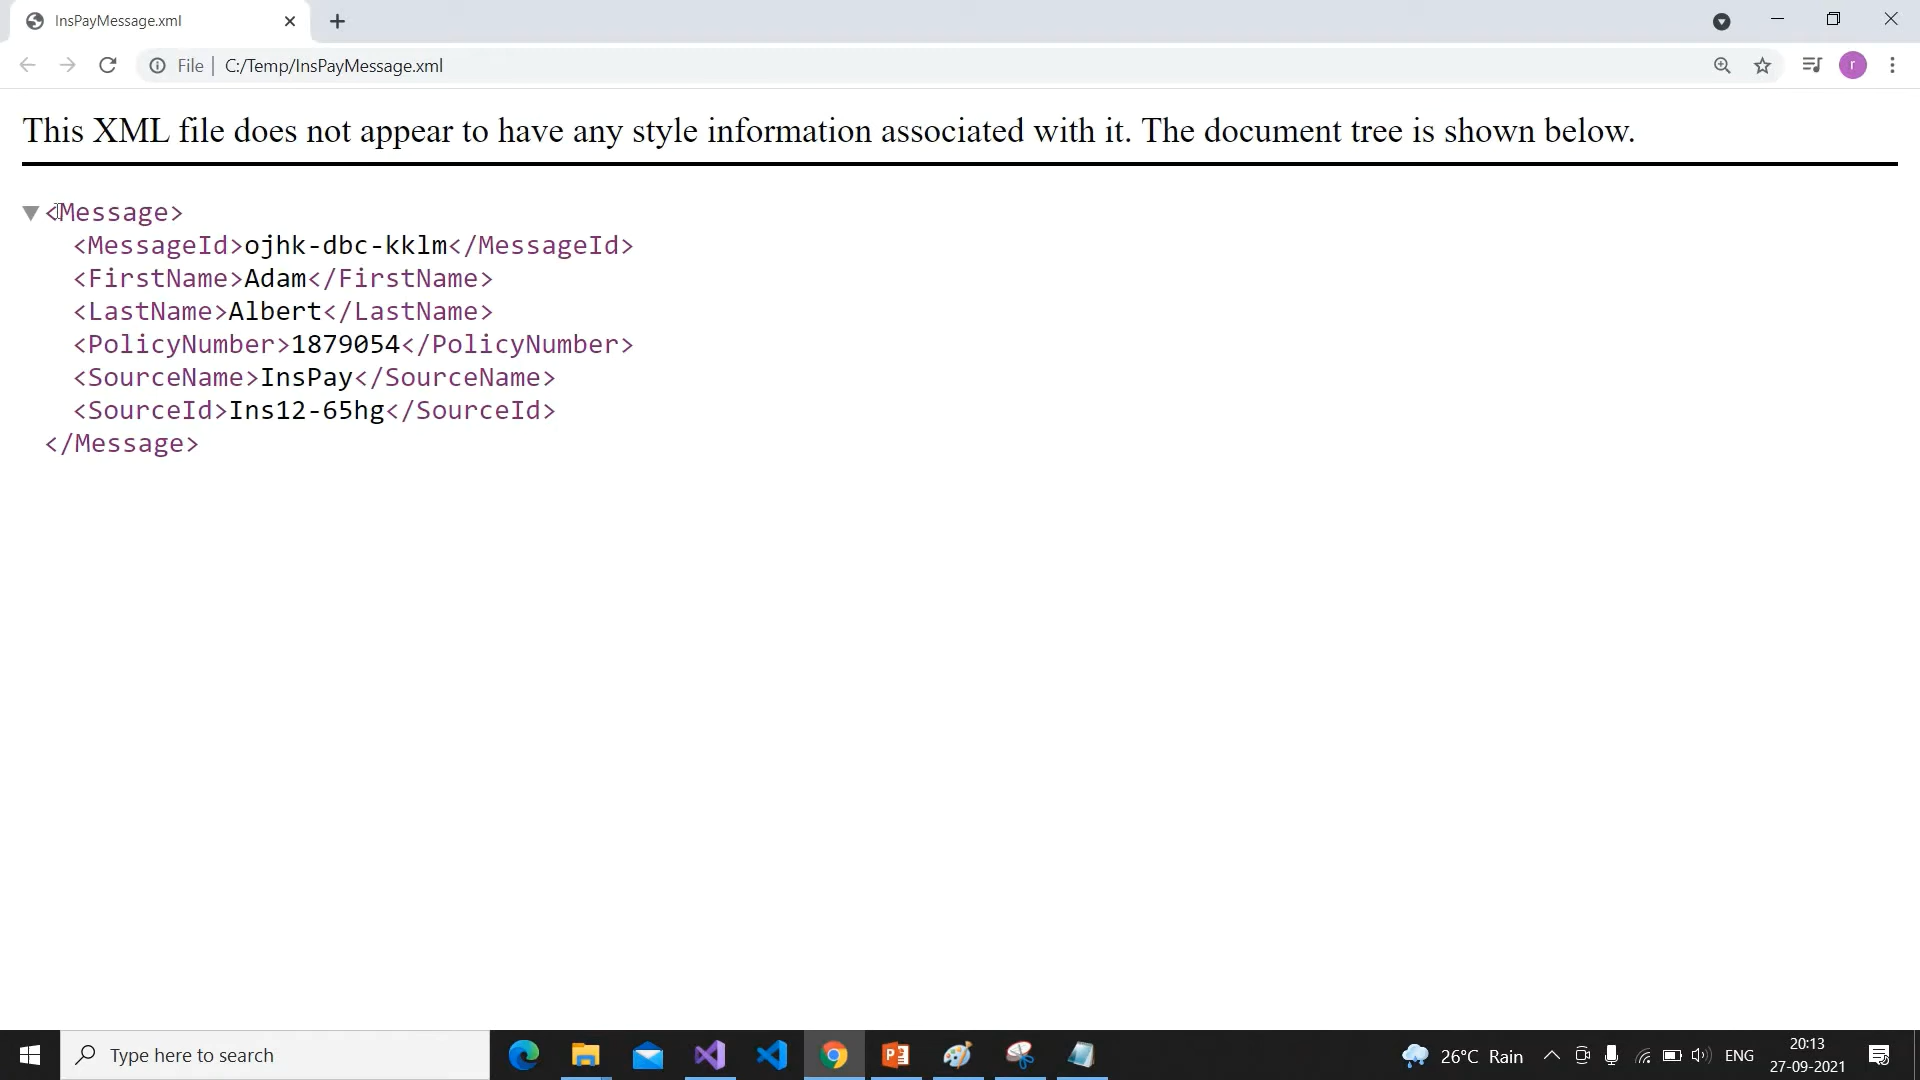 InsPayMessage.xml
File | C:/Temp/InsPayMessage.xml
r
This XML file does not appear to have any style information associated with it. The document tree is shown below.
▼<Message>
<MessageId>ojhk-dbc-kklm</MessageId>
<FirstName>Adam</FirstName>
<LastName>Albert</LastName>
<PolicyNumber>1879054</PolicyNumber>
<SourceName>InsPay</SourceName>
<SourceId>Ins12-65hg</SourceId>
</Message>
Type here to search
26°C Rain
ENG
20:13
27-09-2021